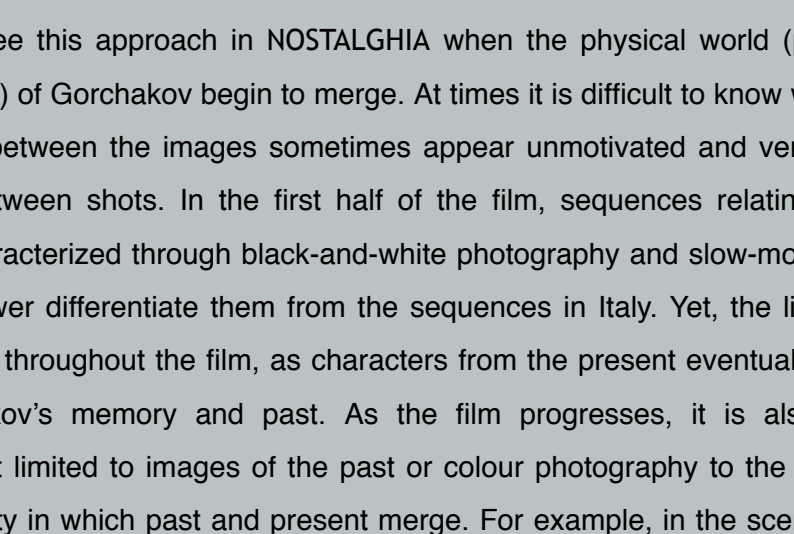 ee this approach in NOSTALGHIA when the physical world (
) of Gorchakov begin to merge. At times it is difficult to know
between the images sometimes appear unmotivated and ver
tween shots. In the first half of the film, sequences relatin
racterized through black-and-white photography and slow-mo
wer differentiate them from the sequences in Italy. Yet, the li
throughout the film, as characters from the present eventual
kov’s memory and past. As the film progresses, it is als
t limited to images of the past or colour photography to the
ty in which past and present merge. For example, in the sce